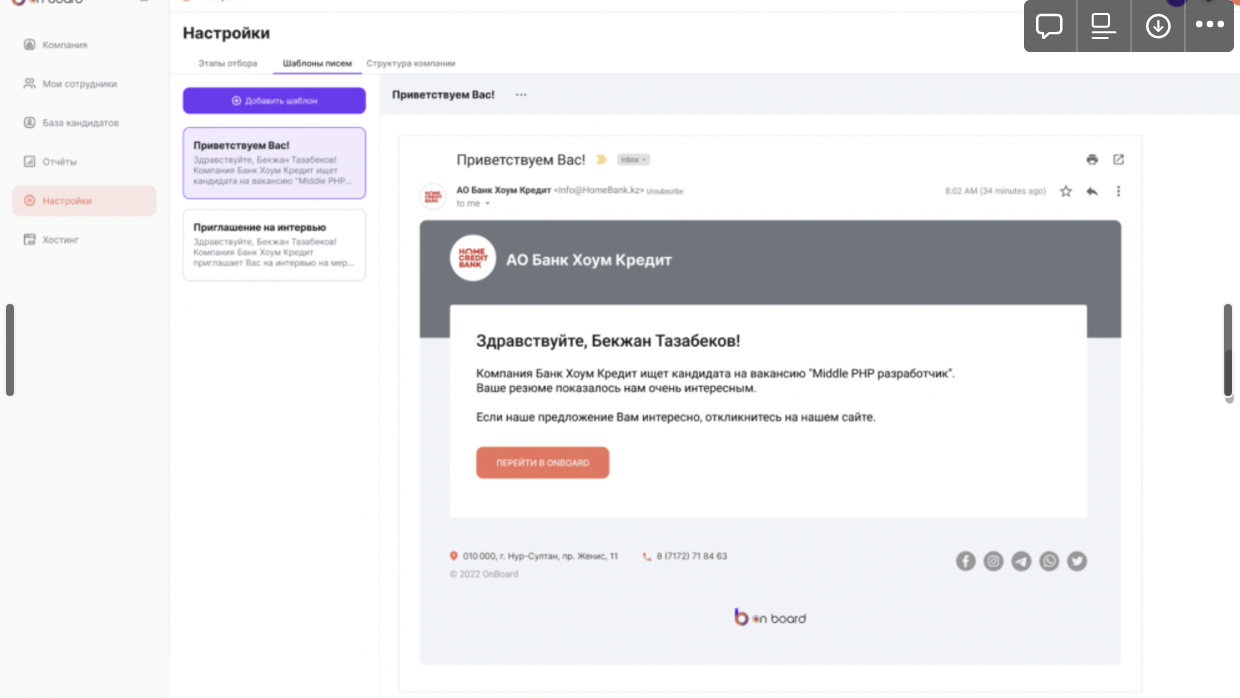 on board
Настройки
Компания
Мои сотрудники
База кандидатов
Отчёты
Настройки
Хостинг
Этапы отбора
Шаблоны писем
Структура компании
Добавить шаблон
Приветствуем Вас!
Здравствуйте, Бекжан Тазабеков!
Компания Банк Хоум Кредит ищет
кандидата на вакансию "Middle PHP...
Приглашение на интервью
Здравствуйте, Бекжан Тазабеков!
Компания Банк Хоум Кредит
приглашает Вас на интервью на мер...
Приветствуем Вас!
Приветствуем Вас!
Inbox
АО Банк Хоум Кредит <Info@HomeBank.kz> Unsubscribe
8:02 AM (34 minutes ago)
to me
HOME
CREDIT
BANK
HOME
CREDIT
BANK
АО Банк Хоум Кредит
Здравствуйте, Бекжан Тазабеков!
Компания Банк Хоум Кредит ищет кандидата на вакансию "Middle PHP разработчик".
Ваше резюме показалось нам очень интересным.
Если наше предложение Вам интересно, откликнитесь на нашем сайте.
ПЕРЕЙТИ В ONBOARD
010 000, г. Нур-Султан, пр. Женис, 11
8 (7172) 71 84 63
© 2022 OnBoard
on board